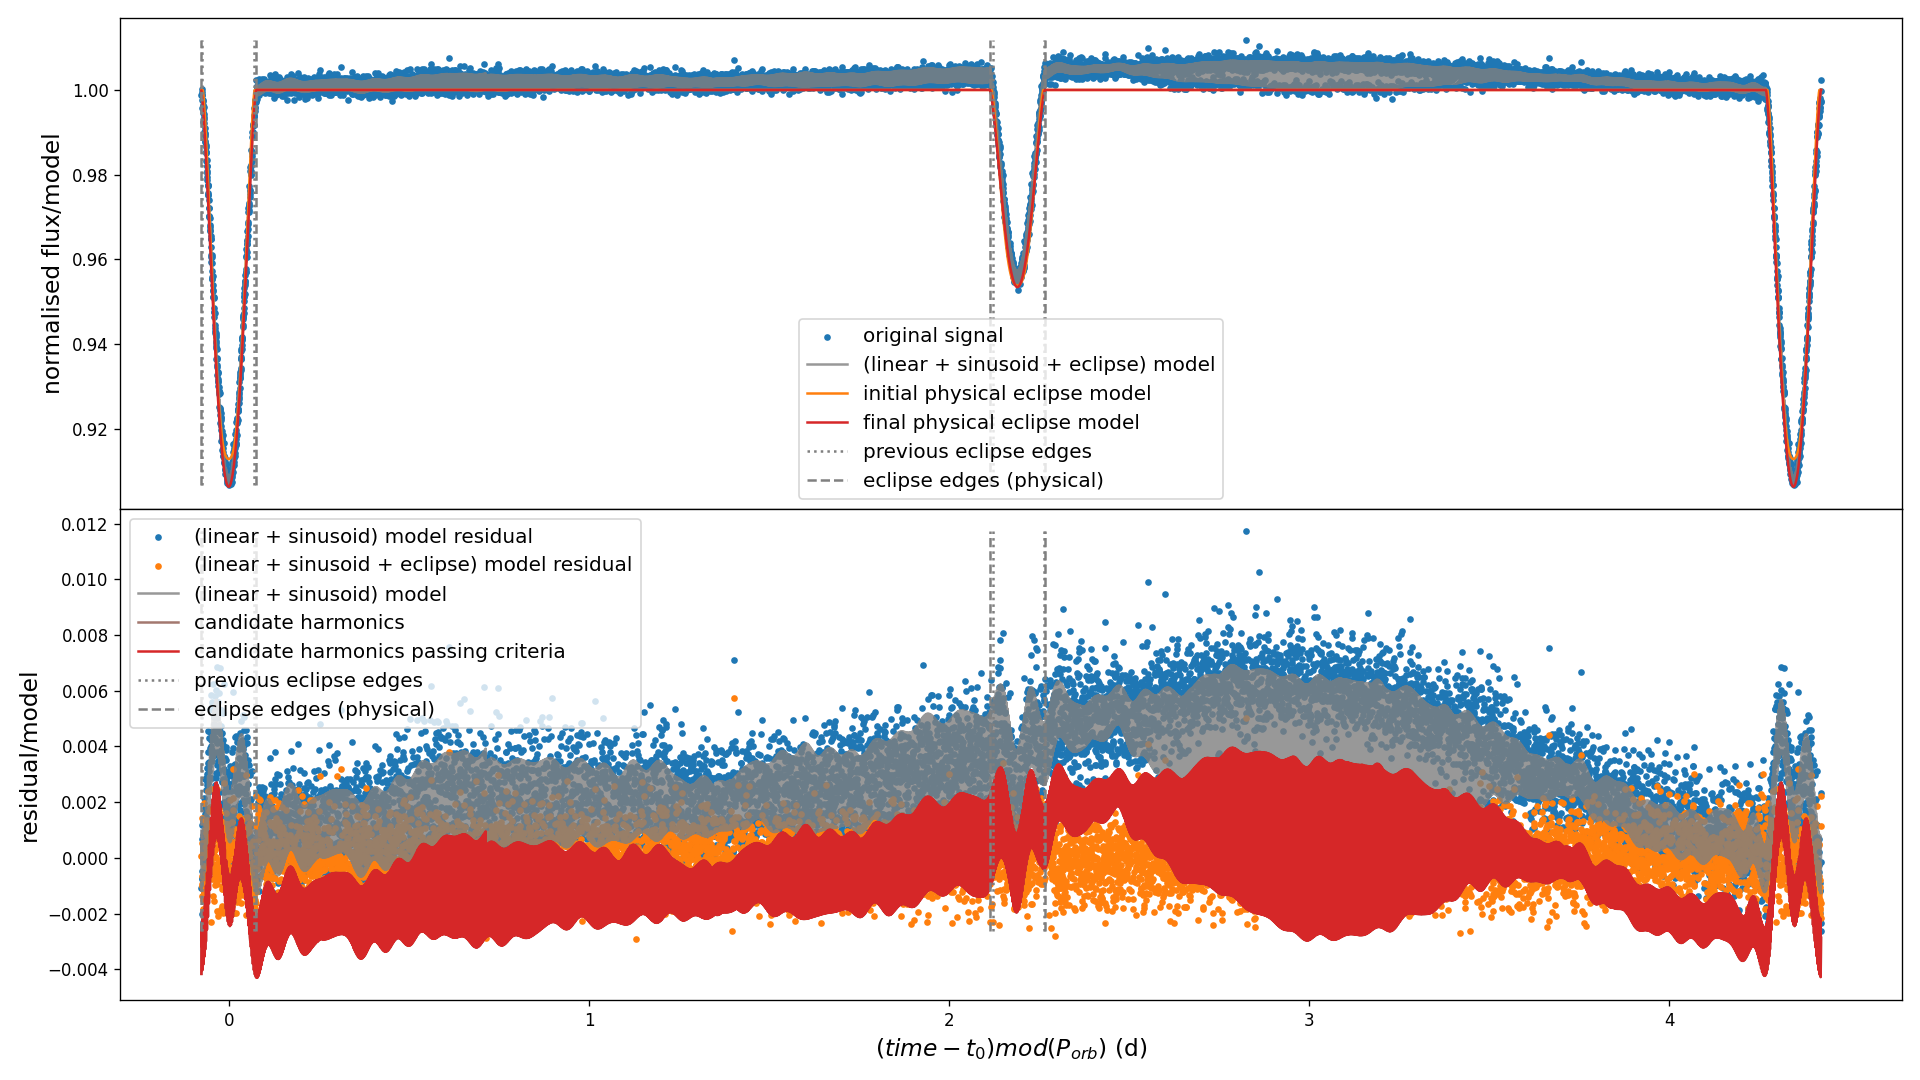 normalised flux/model
1.00
0.98
0.96
0.94
0.92
original signal
(linear + sinusoid + eclipse) model
initial physical eclipse model
final physical eclipse model
previous eclipse edges
eclipse edges (physical)
residual/model
0.012
0.010
0.008
0.006
0.004
0.002
0.000
−0.002
−0.004
(linear + sinusoid) model residual
(linear + sinusoid + eclipse) model residual
(linear + sinusoid) model
candidate harmonics
candidate harmonics passing criteria
previous eclipse edges
eclipse edges (physical)
0 1 2 3 4
(time − t₀)mod(Pₒᵣᵦ) (d)